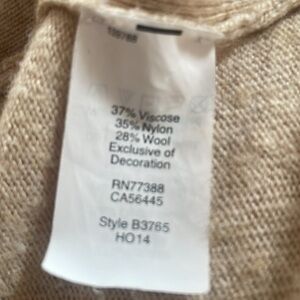 37% Viscose
35% Nylon
28% Wool
Exclusive of
Decoration
RN77388
CA56445
Style B3765
HO14